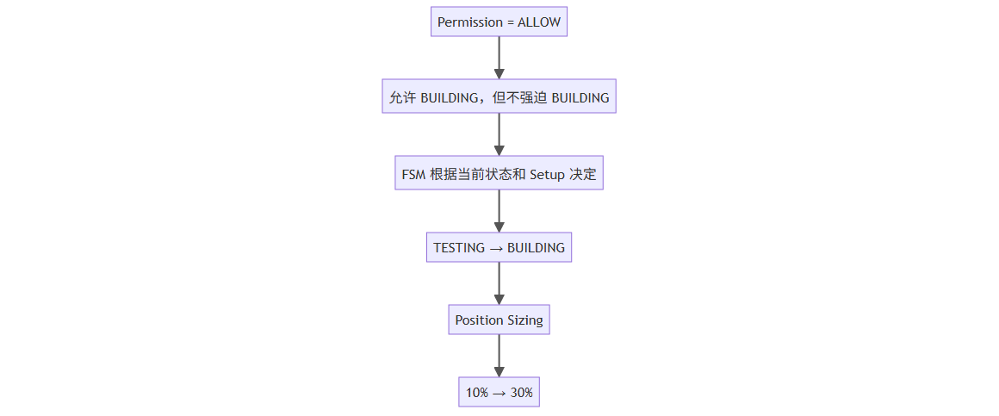 Permission = ALLOW
允许 BUILDING，但不强迫 BUILDING
FSM 根据当前状态和 Setup 决定
TESTING → BUILDING
Position Sizing
10% → 30%